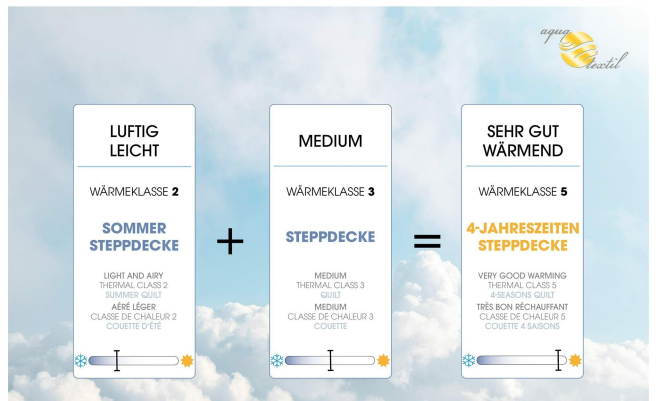 aqua
textil
LUFTIG
LEICHT
WÄRMEKLASSE 2
SOMMER
STEPPDECKE
LIGHT AND AIRY
THERMAL CLASS 2
SUMMER QUILT
AÉRÉ LÉGER
CLASSE DE CHALEUR 2
COUETTE D'ÉTÉ
+
MEDIUM
WÄRMEKLASSE 3
STEPPDECKE
MEDIUM
THERMAL CLASS 3
QUILT
MEDIUM
CLASSE DE CHALEUR 3
COUETTE
=
SEHR GUT
WÄRMEND
WÄRMEKLASSE 5
4-JAHRESZEITEN
STEPPDECKE
VERY GOOD WARMING
THERMAL CLASS 5
4-SEASONS QUILT
TRÈS BON RÉCHAUFFANT
CLASSE DE CHALEUR 5
COUETTE 4 SAISONS